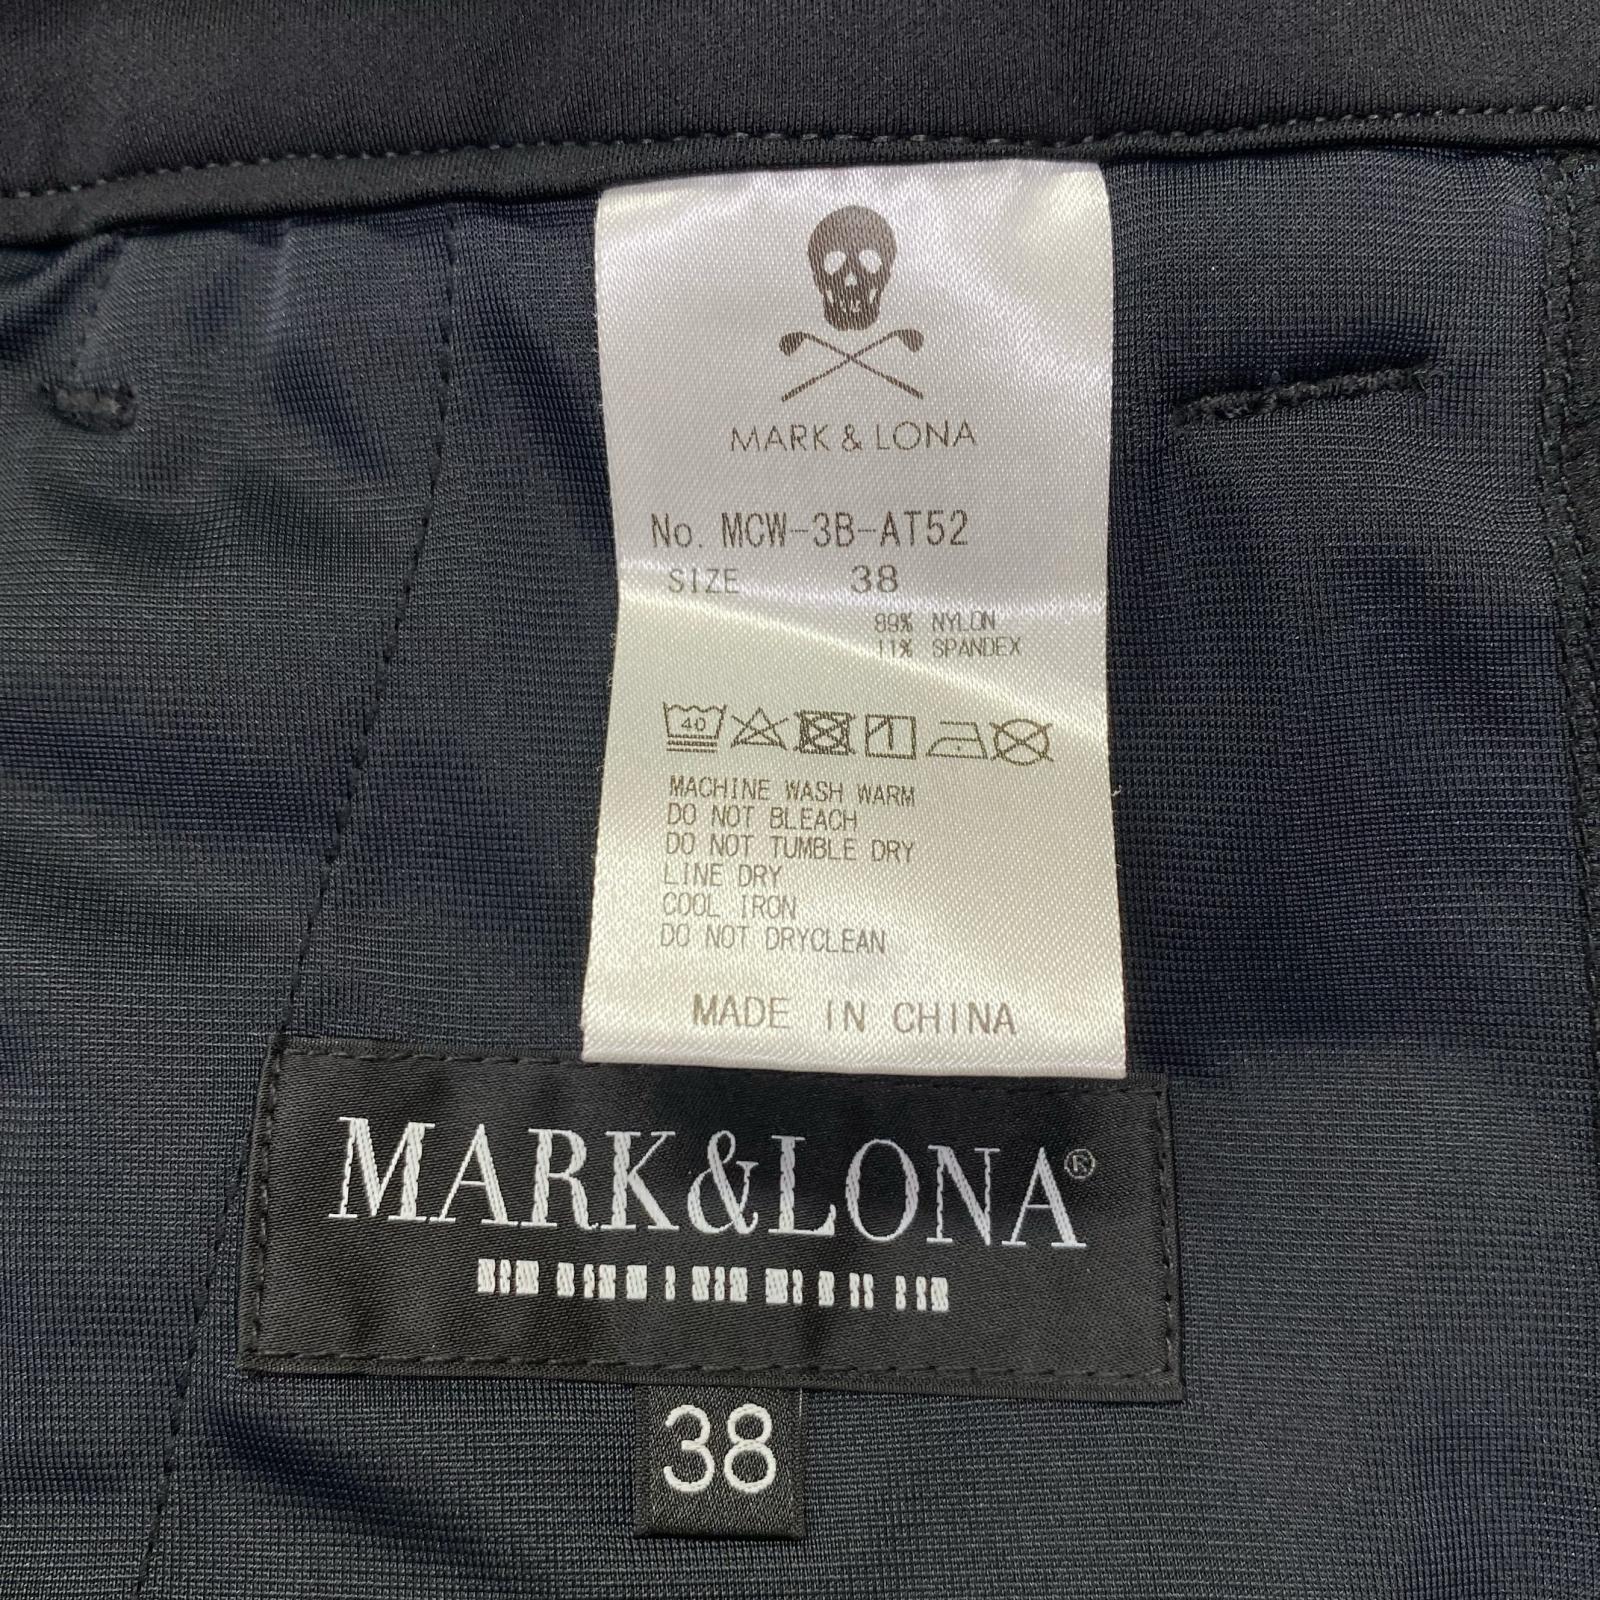 MARK & LONA
No. MCW-3B-AT52
SIZE 38
89% NYLON
11% SPANDEX
40
MACHINE WASH WARM
DO NOT BLEACH
DO NOT TUMBLE DRY
LINE DRY
COOL IRON
DO NOT DRYCLEAN
MADE IN CHINA
MARK&LONA®
38